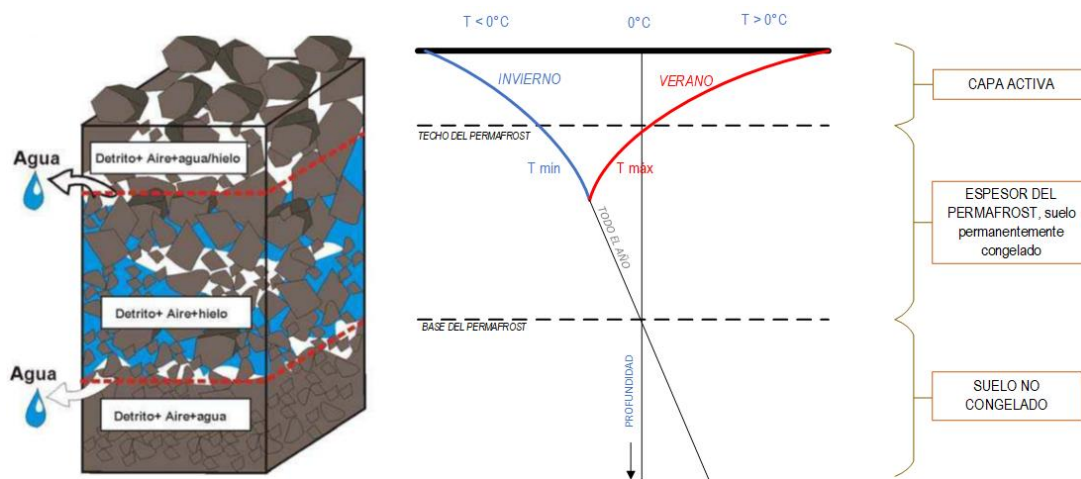 Detrito+ Aire+agua/hielo
Agua
Detrito+ Aire+hielo
Agua
Detrito+ Aire+agua
T < 0°C
0°C
T > 0°C
INVIERNO
VERANO
TECHO DEL PERMAFROST
T min
T máx
TODO EL AÑO
BASE DEL PERMAFROST
PROFUNDIDAD
CAPA ACTIVA
ESPESOR DEL
PERMAFROST, suelo
permanentemente
congelado
SUELO NO
CONGELADO